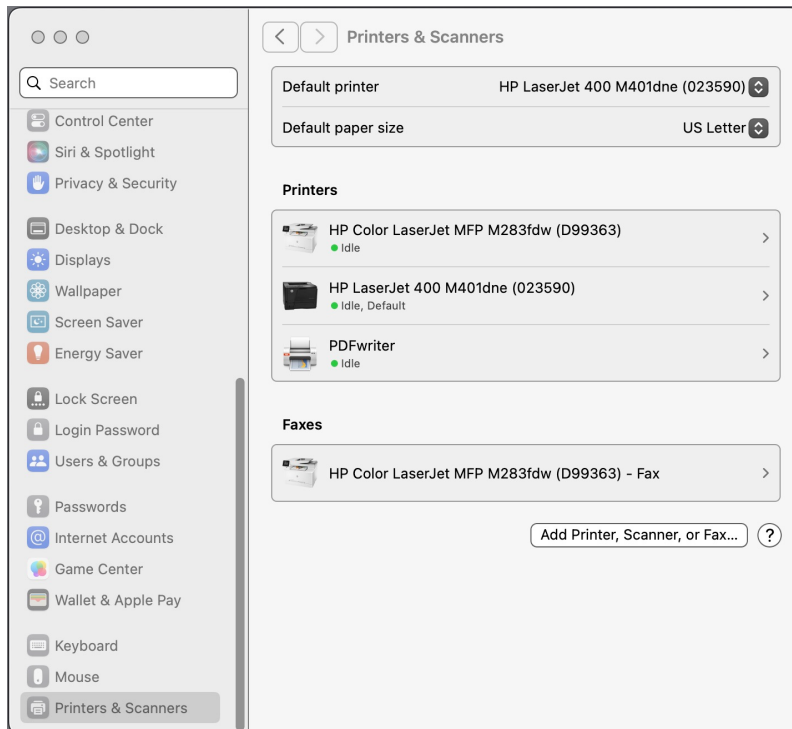 Search
Control Center
Siri & Spotlight
Privacy & Security
Desktop & Dock
Displays
Wallpaper
Screen Saver
Energy Saver
Lock Screen
Login Password
Users & Groups
Passwords
Internet Accounts
Game Center
Wallet & Apple Pay
Keyboard
Mouse
Printers & Scanners
Printers & Scanners
Default printer HP LaserJet 400 M401dne (023590)
Default paper size US Letter
Printers
HP Color LaserJet MFP M283fdw (D99363)
Idle
HP LaserJet 400 M401dne (023590)
Idle, Default
PDFwriter
Idle
Faxes
HP Color LaserJet MFP M283fdw (D99363) - Fax
Add Printer, Scanner, or Fax... ?